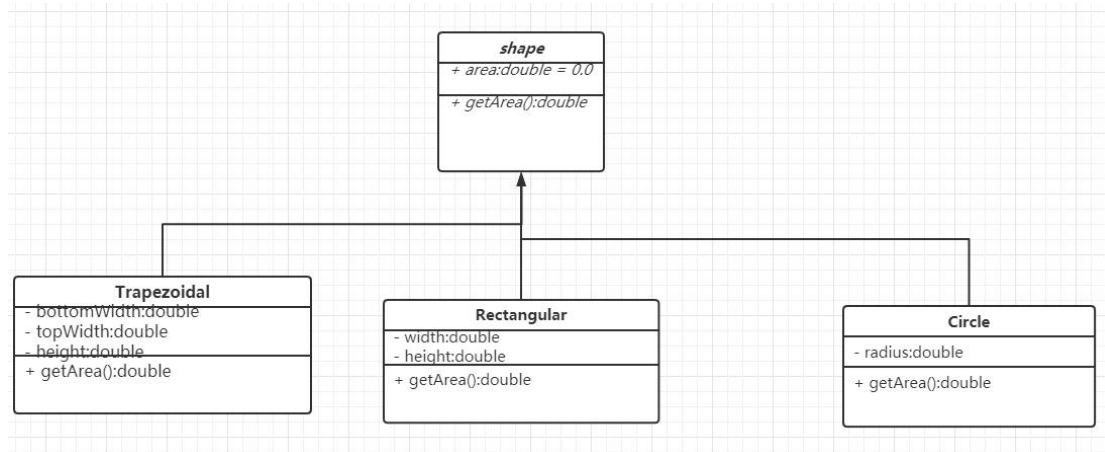 shape
+ area:double = 0.0
+ getArea():double
Trapezoidal
- bottomWidth:double
- topWidth:double
- height:double
+ getArea():double
Rectangular
- width:double
- height:double
+ getArea():double
Circle
- radius:double
+ getArea():double